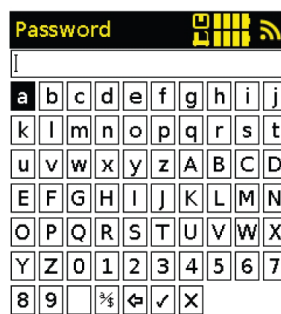 Password
a b c d e f g h i j
k l m n o p q r s t
u v w x y z A B C D
E F G H I J K L M N
O P Q R S T U V W X
Y Z 0 1 2 3 4 5 6 7
8 9 ª/$ ⇦ ✓ X